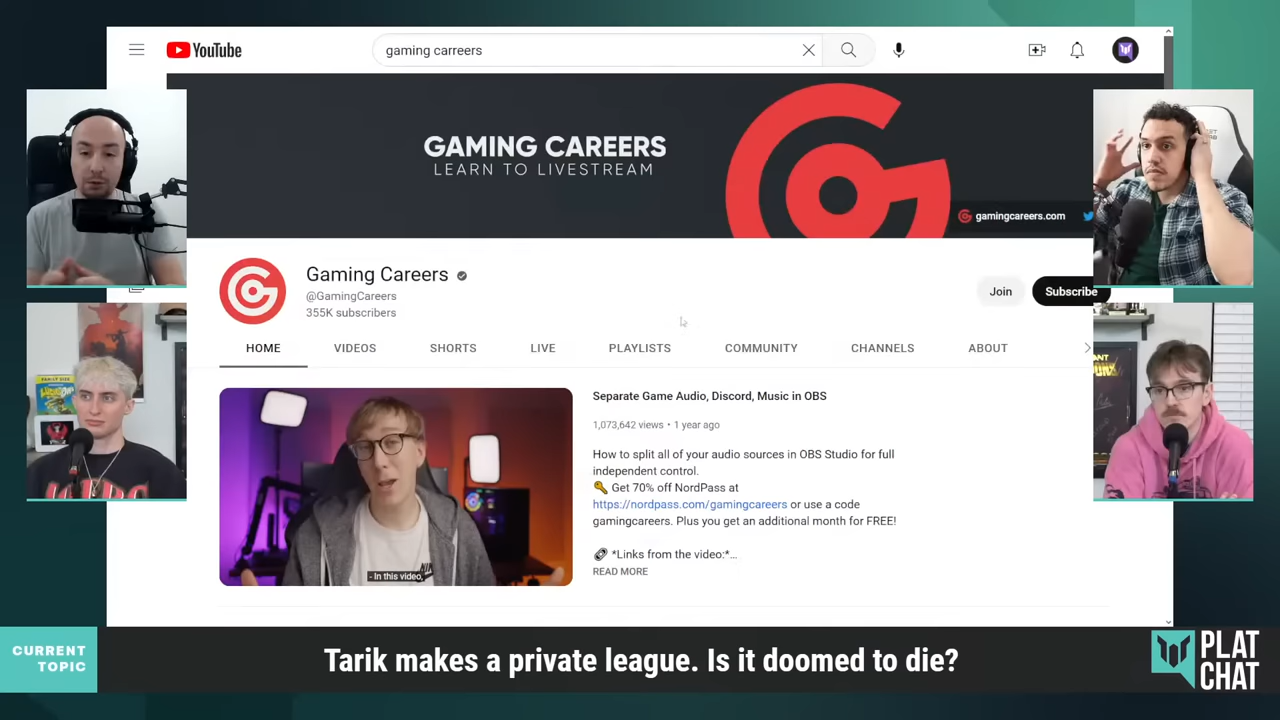 YouTube
gaming carreers
GAMING CAREERS
LEARN TO LIVESTREAM
gamingcareers.com
Gaming Careers
@GamingCareers
355K subscribers
Join
Subscribe
HOME
VIDEOS
SHORTS
LIVE
PLAYLISTS
COMMUNITY
CHANNELS
ABOUT
- In this video,
Separate Game Audio, Discord, Music in OBS
1,073,642 views • 1 year ago
How to split all of your audio sources in OBS Studio for full
independent control.
🔑 Get 70% off NordPass at
https://nordpass.com/gamingcareers or use a code
gamingcareers. Plus you get an additional month for FREE!
🔗 *Links from the video:*...
READ MORE
CURRENT
TOPIC
Tarik makes a private league. Is it doomed to die?
PLAT
CHAT